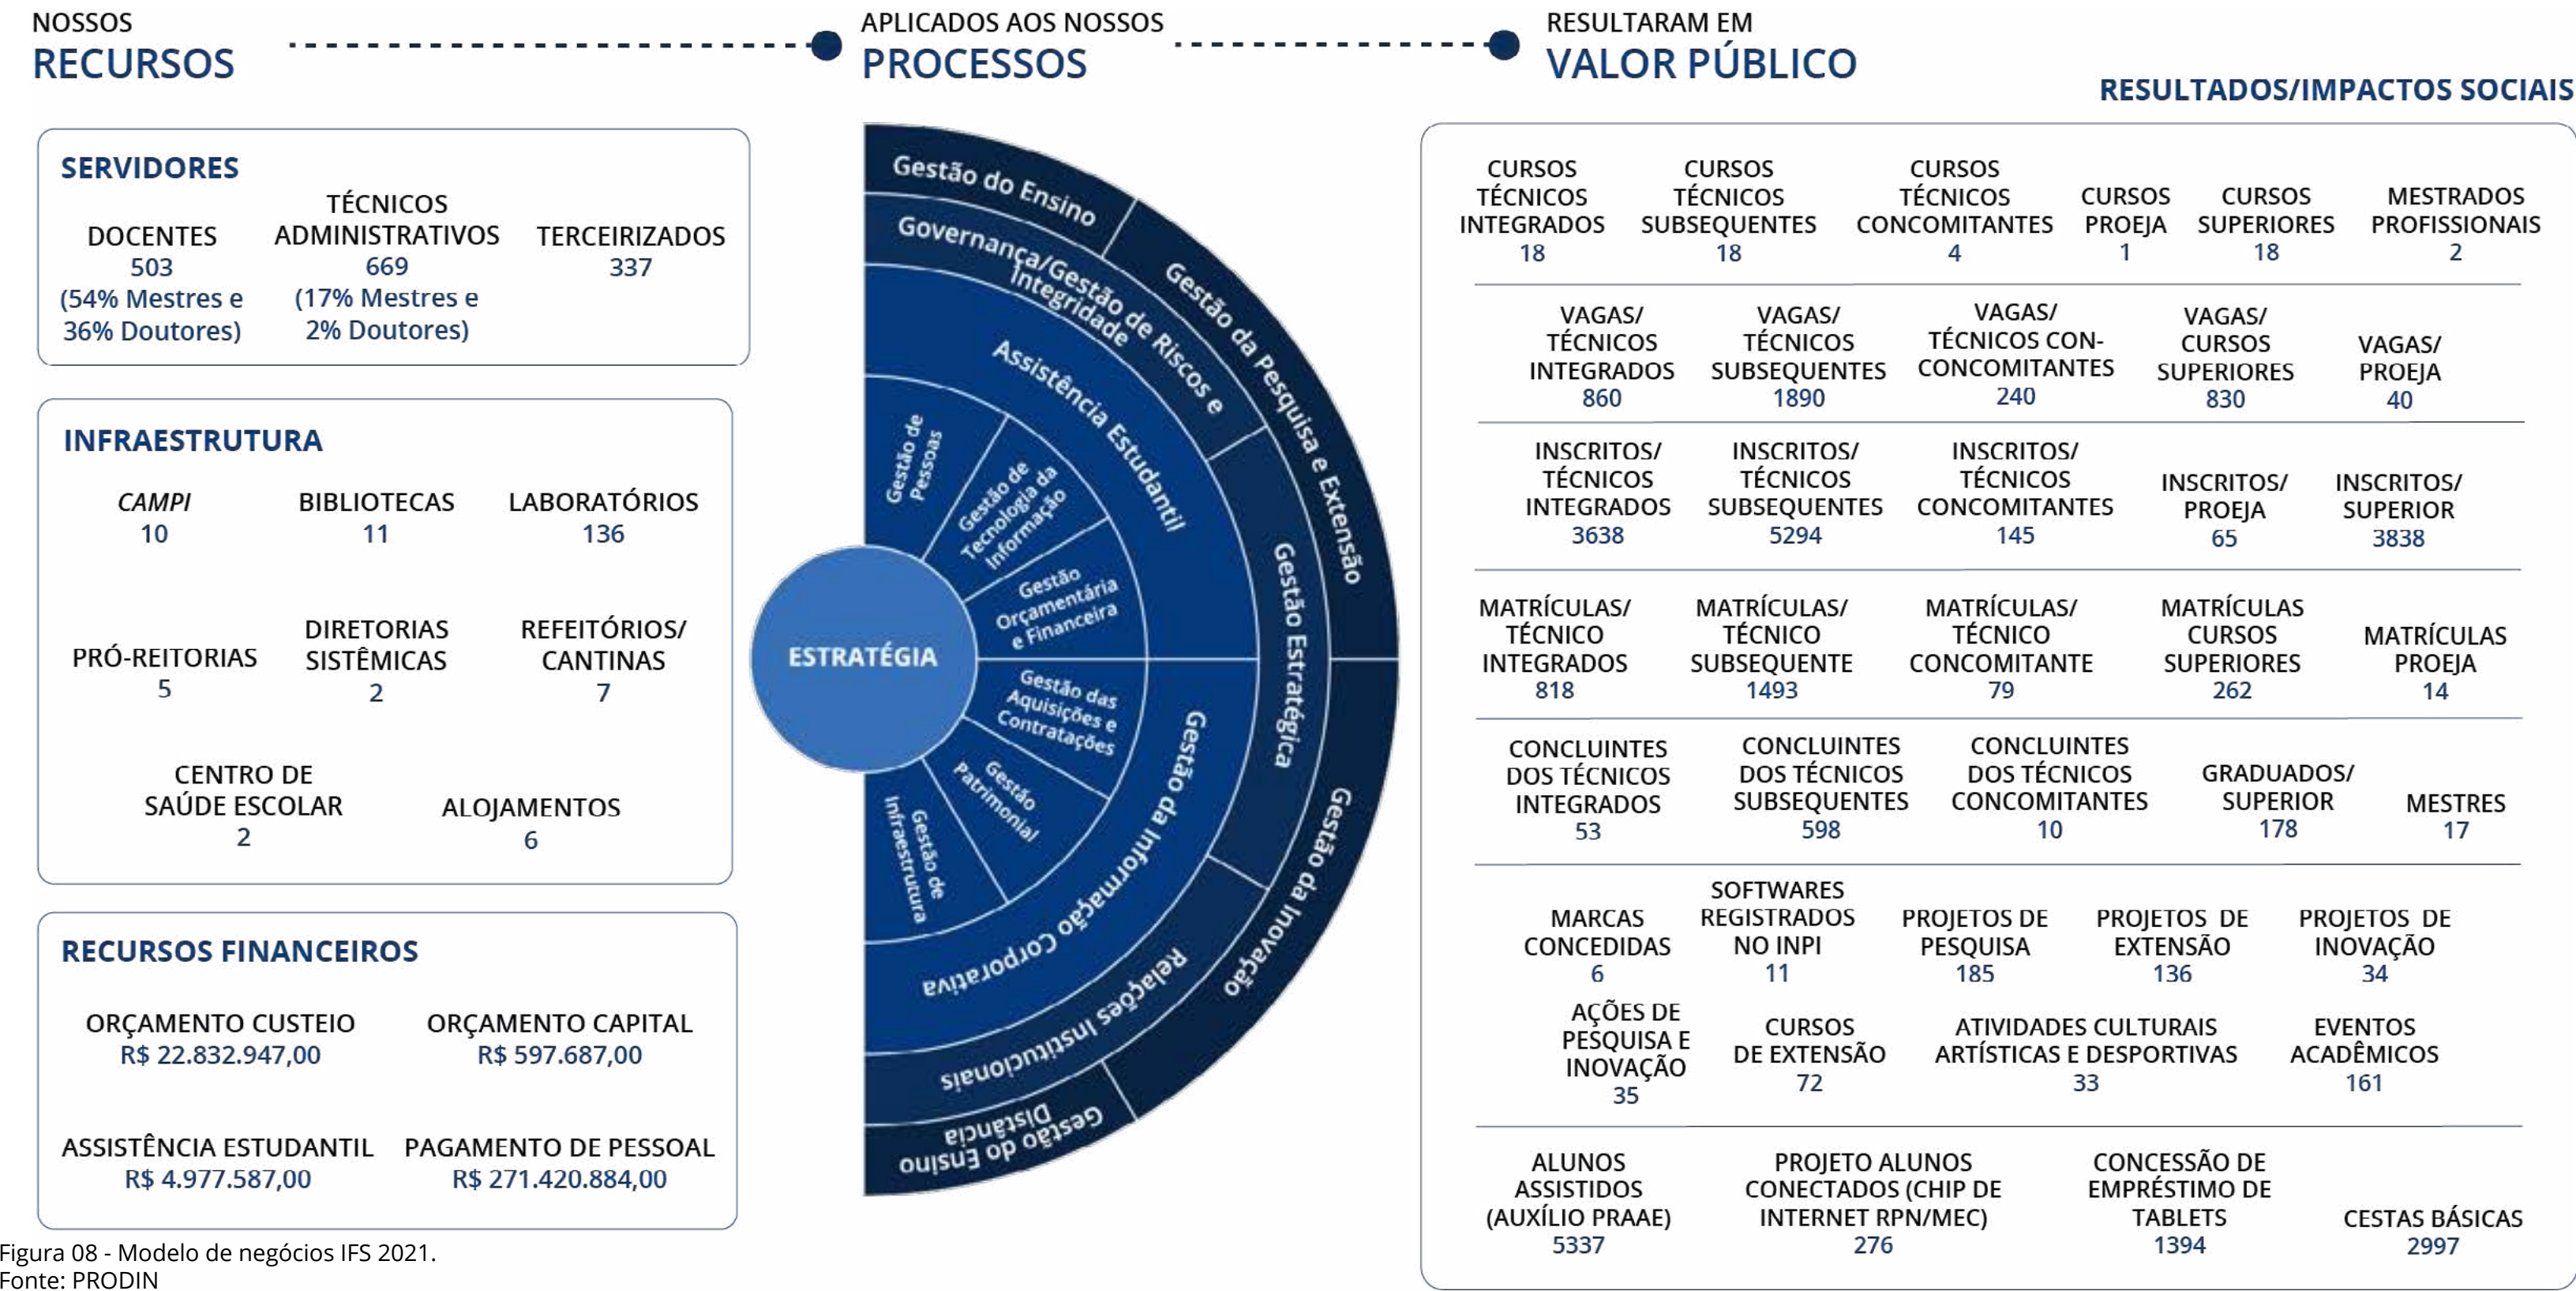 NOSSOS
RECURSOS
APLICADOS AOS NOSSOS
PROCESSOS
RESULTARAM EM
VALOR PÚBLICO
RESULTADOS/IMPACTOS SOCIAIS
SERVIDORES
DOCENTES
503
(54% Mestres e
36% Doutores)
TÉCNICOS
ADMINISTRATIVOS
669
(17% Mestres e
2% Doutores)
TERCEIRIZADOS
337
INFRAESTRUTURA
CAMPI
10
BIBLIOTECAS
11
LABORATÓRIOS
136
PRÓ-REITORIAS
5
DIRETORIAS
SISTÊMICAS
2
REFEITÓRIOS/
CANTINAS
7
CENTRO DE
SAÚDE ESCOLAR
2
ALOJAMENTOS
6
RECURSOS FINANCEIROS
ORÇAMENTO CUSTEIO
R$ 22.832.947,00
ORÇAMENTO CAPITAL
R$ 597.687,00
ASSISTÊNCIA ESTUDANTIL
R$ 4.977.587,00
PAGAMENTO DE PESSOAL
R$ 271.420.884,00
Gestão do Ensino
Gestão da Pesquisa e Extensão
Gestão da Inovação
Gestão do Ensino
Distância
Governança/Gestão de Riscos e
Integridade
Gestão Estratégica
Relações Institucionais
Assistência Estudantil
Gestão da Informação Corporativa
Gestão de
Pessoas
Gestão de
Tecnologia da
Informação
Gestão
Orçamentária
e Financeira
Gestão das
Aquisições e
Contratações
Gestão
Patrimonial
Gestão de
Infraestrutura
ESTRATÉGIA
CURSOS
TÉCNICOS
INTEGRADOS
18
CURSOS
TÉCNICOS
SUBSEQUENTES
18
CURSOS
TÉCNICOS
CONCOMITANTES
4
CURSOS
PROEJA
1
CURSOS
SUPERIORES
18
MESTRADOS
PROFISSIONAIS
2
VAGAS/
TÉCNICOS
INTEGRADOS
860
VAGAS/
TÉCNICOS
SUBSEQUENTES
1890
VAGAS/
TÉCNICOS CON-
CONCOMITANTES
240
VAGAS/
CURSOS
SUPERIORES
830
VAGAS/
PROEJA
40
INSCRITOS/
TÉCNICOS
INTEGRADOS
3638
INSCRITOS/
TÉCNICOS
SUBSEQUENTES
5294
INSCRITOS/
TÉCNICOS
CONCOMITANTES
145
INSCRITOS/
PROEJA
65
INSCRITOS/
SUPERIOR
3838
MATRÍCULAS/
TÉCNICO
INTEGRADOS
818
MATRÍCULAS/
TÉCNICO
SUBSEQUENTE
1493
MATRÍCULAS/
TÉCNICO
CONCOMITANTE
79
MATRÍCULAS
CURSOS
SUPERIORES
262
MATRÍCULAS
PROEJA
14
CONCLUINTES
DOS TÉCNICOS
INTEGRADOS
53
CONCLUINTES
DOS TÉCNICOS
SUBSEQUENTES
598
CONCLUINTES
DOS TÉCNICOS
CONCOMITANTES
10
GRADUADOS/
SUPERIOR
178
MESTRES
17
MARCAS
CONCEDIDAS
6
SOFTWARES
REGISTRADOS
NO INPI
11
PROJETOS DE
PESQUISA
185
PROJETOS DE
EXTENSÃO
136
PROJETOS DE
INOVAÇÃO
34
AÇÕES DE
PESQUISA E
INOVAÇÃO
35
CURSOS
DE EXTENSÃO
72
ATIVIDADES CULTURAIS
ARTÍSTICAS E DESPORTIVAS
33
EVENTOS
ACADÊMICOS
161
ALUNOS
ASSISTIDOS
(AUXÍLIO PRAAE)
5337
PROJETO ALUNOS
CONECTADOS (CHIP DE
INTERNET RPN/MEC)
276
CONCESSÃO DE
EMPRÉSTIMO DE
TABLETS
1394
CESTAS BÁSICAS
2997
Figura 08 - Modelo de negócios IFS 2021.
Fonte: PRODIN